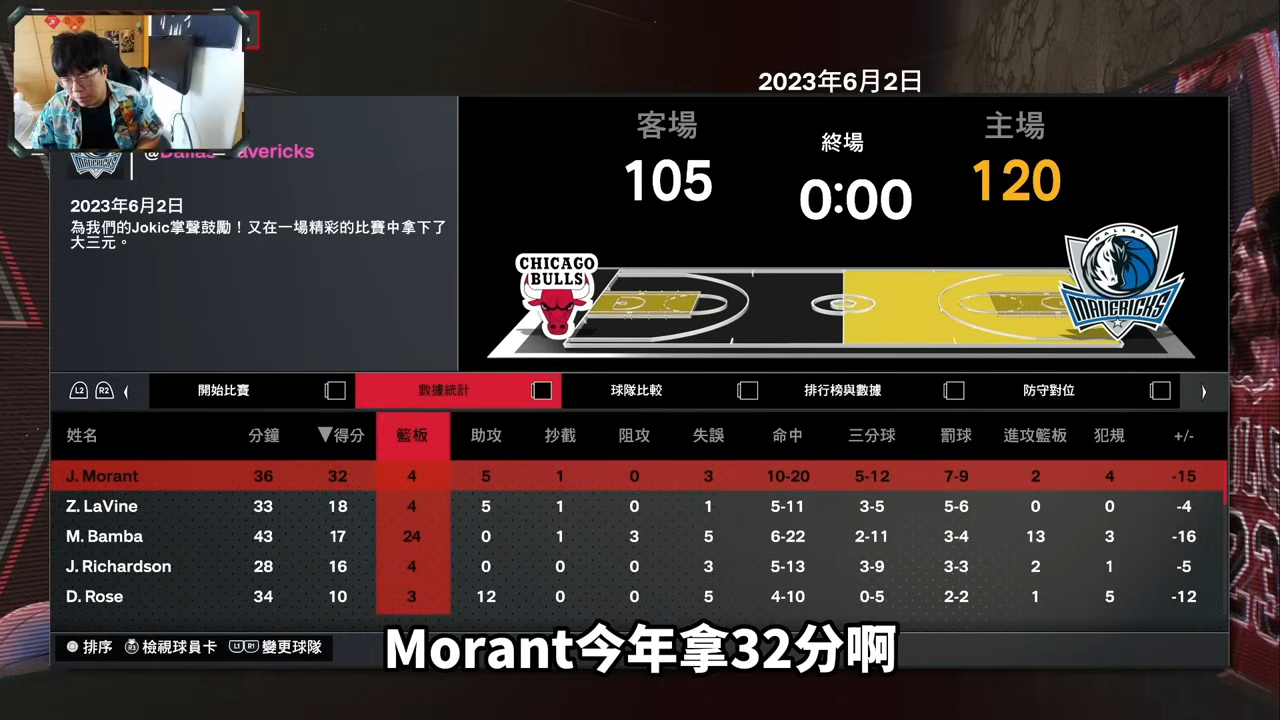 2023年6月2日
@Dallas Mavericks
2023年6月2日
為我們的Jokic掌聲鼓勵！又在一場精彩的比賽中拿下了
大三元。
客場 終場 主場
105 0:00 120
CHICAGO
BULLS
DALLAS
MAVERICKS
L2 R2 開始比賽 數據統計 球隊比較 排行榜與數據 防守對位
姓名 分鐘 ▼得分 籃板 助攻 抄截 阻攻 失誤 命中 三分球 罰球 進攻籃板 犯規 +/-
J. Morant 36 32 4 5 1 0 3 10-20 5-12 7-9 2 4 -15
Z. LaVine 33 18 4 5 1 0 1 5-11 3-5 5-6 0 0 -4
M. Bamba 43 17 24 0 1 3 5 6-22 2-11 3-4 13 3 -16
J. Richardson 28 16 4 0 0 0 3 5-13 3-9 3-3 2 1 -5
D. Rose 34 10 3 12 0 0 5 4-10 0-5 2-2 1 5 -12
排序 R3 檢視球員卡 L1 R1 變更球隊
Morant今年拿32分啊
23